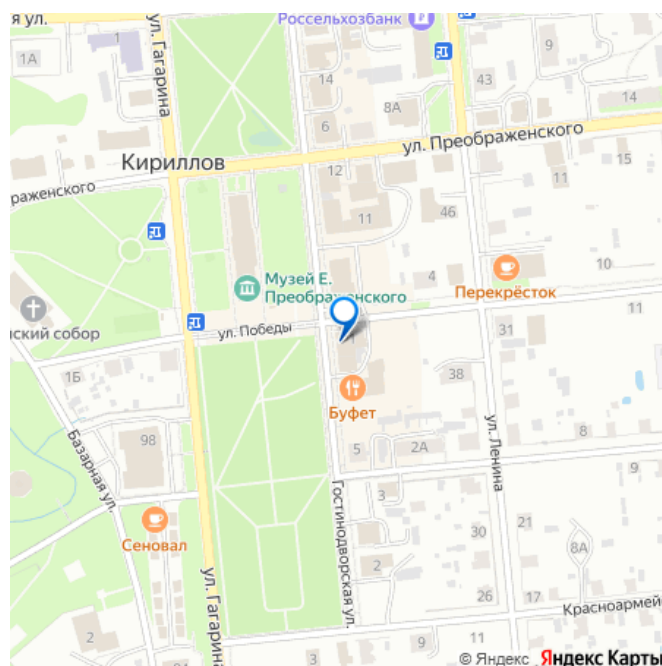 я ул.
Россельхозбанк
ул. Гагарина
1А
1
14
9
43
14
8А
6
ул. Преображенского
Кириллов
12
15
раженского
11
11
46
Музей Е.
Преображенского
4
10
Перекрёсток
нский собор
ул. Победы
11
31
1Б
38
Буфет
Базарная ул.
98
5
2А
ул. Ленина
8
9
Сеновал
Гостинодворская ул.
3
30
21
8А
ул. Гагарина
2
26
17
Красноармей
2
9
11
9
© Яндекс Яндекс Карты